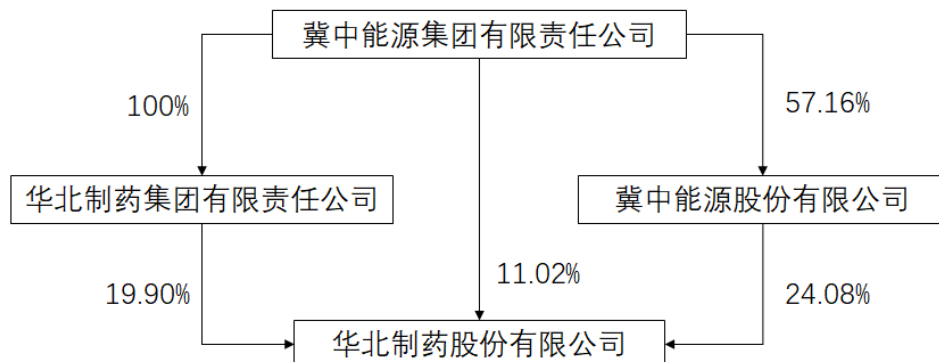 冀中能源集团有限责任公司
100%
57.16%
华北制药集团有限责任公司
冀中能源股份有限公司
19.90%
11.02%
24.08%
华北制药股份有限公司